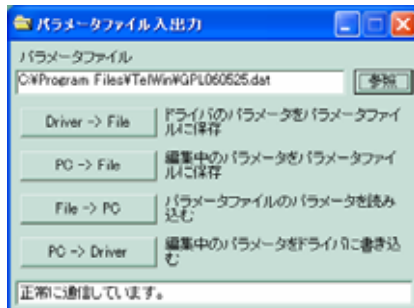 パラメータファイル入出力
パラメータファイル
C:¥Program Files¥TelWin¥GPL060525.dat
参照
Driver -> File
ドライバのパラメータをパラメータファイ
ルに保存
PC -> File
編集中のパラメータをパラメータファイ
ルに保存
File -> PC
パラメータファイルのパラメータを読み
込む
PC -> Driver
編集中のパラメータをドライバに書き込
む
正常に通信しています。